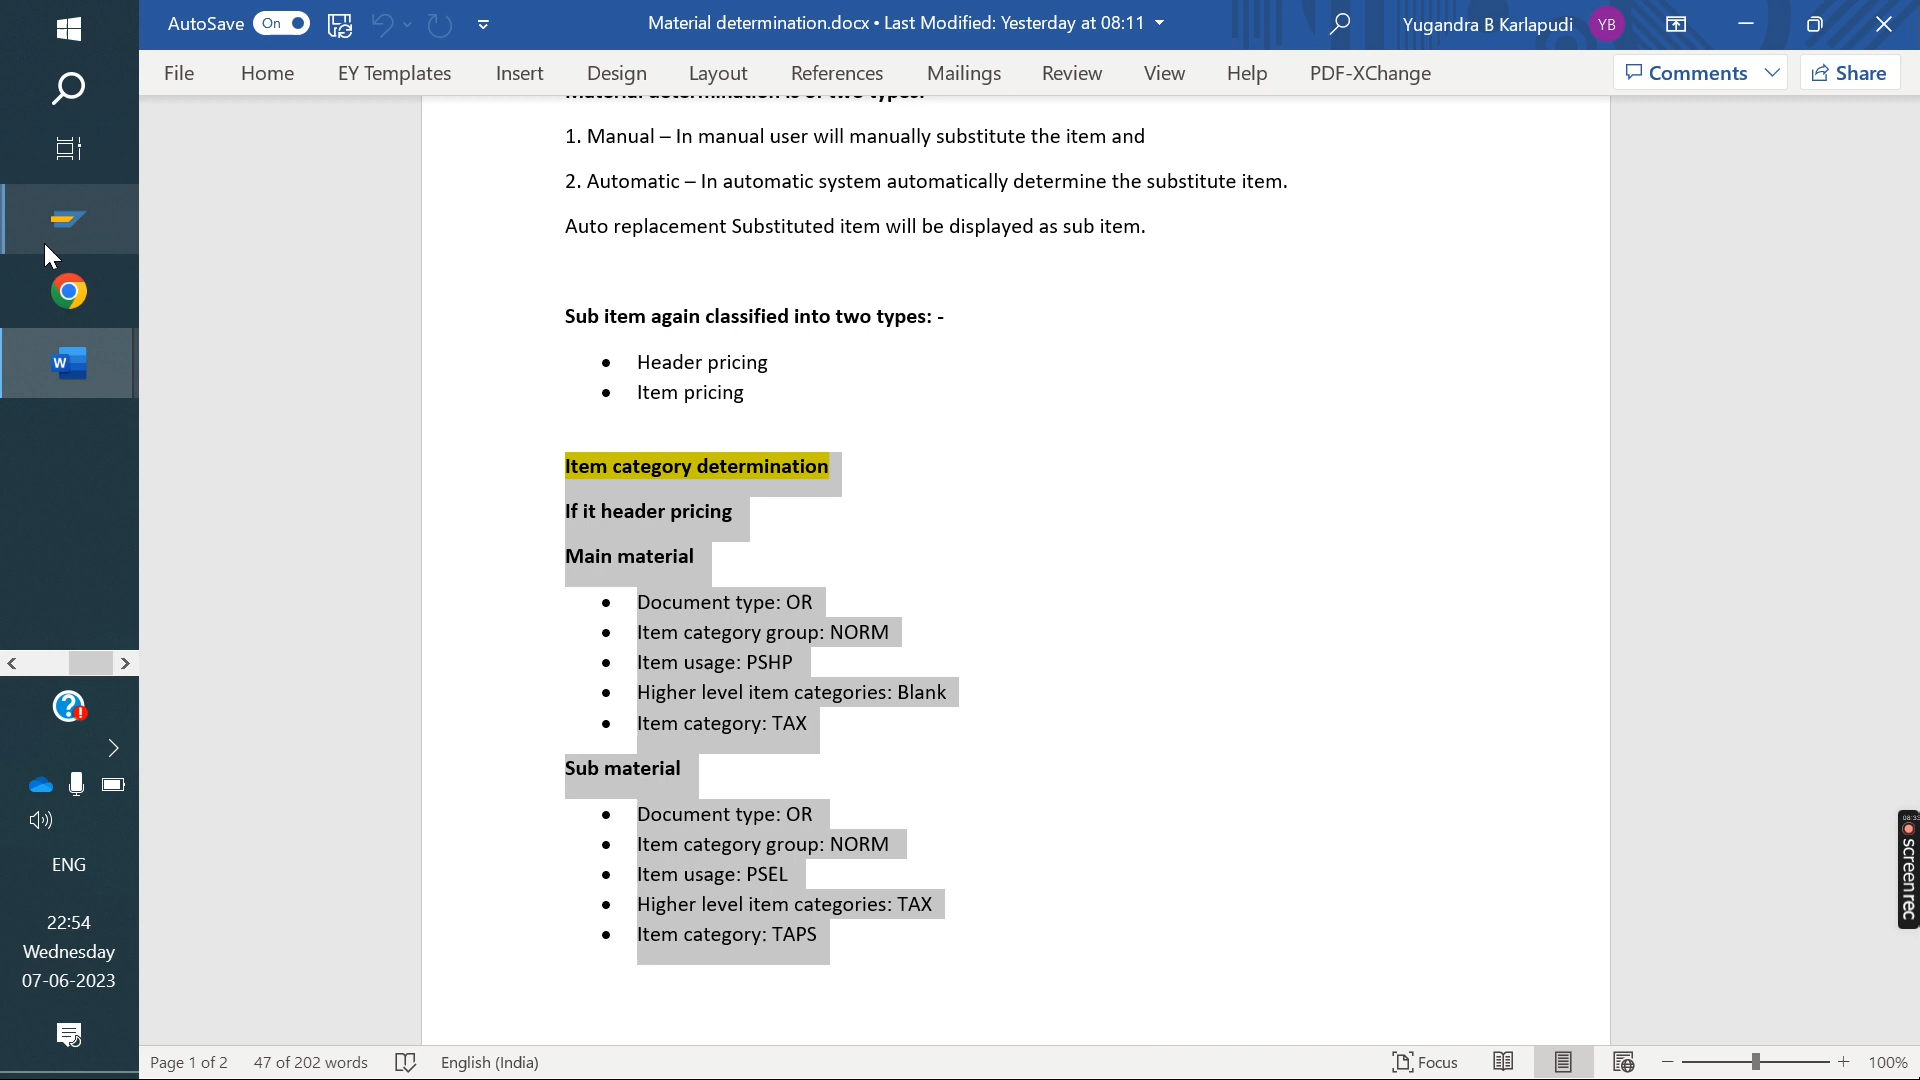 AutoSave On
Material determination.docx • Last Modified: Yesterday at 08:11
Yugandra B Karlapudi YB
File Home EY Templates Insert Design Layout References Mailings Review View Help PDF-XChange
Comments Share
Material determination is of two types:
1. Manual – In manual user will manually substitute the item and
2. Automatic – In automatic system automatically determine the substitute item.
Auto replacement Substituted item will be displayed as sub item.
Sub item again classified into two types: -
• Header pricing
• Item pricing
Item category determination
If it header pricing
Main material
• Document type: OR
• Item category group: NORM
• Item usage: PSHP
• Higher level item categories: Blank
• Item category: TAX
Sub material
• Document type: OR
• Item category group: NORM
• Item usage: PSEL
• Higher level item categories: TAX
• Item category: TAPS
W
ENG
22:54
Wednesday
07-06-2023
screenrec
Page 1 of 2 47 of 202 words English (India)
Focus 100%